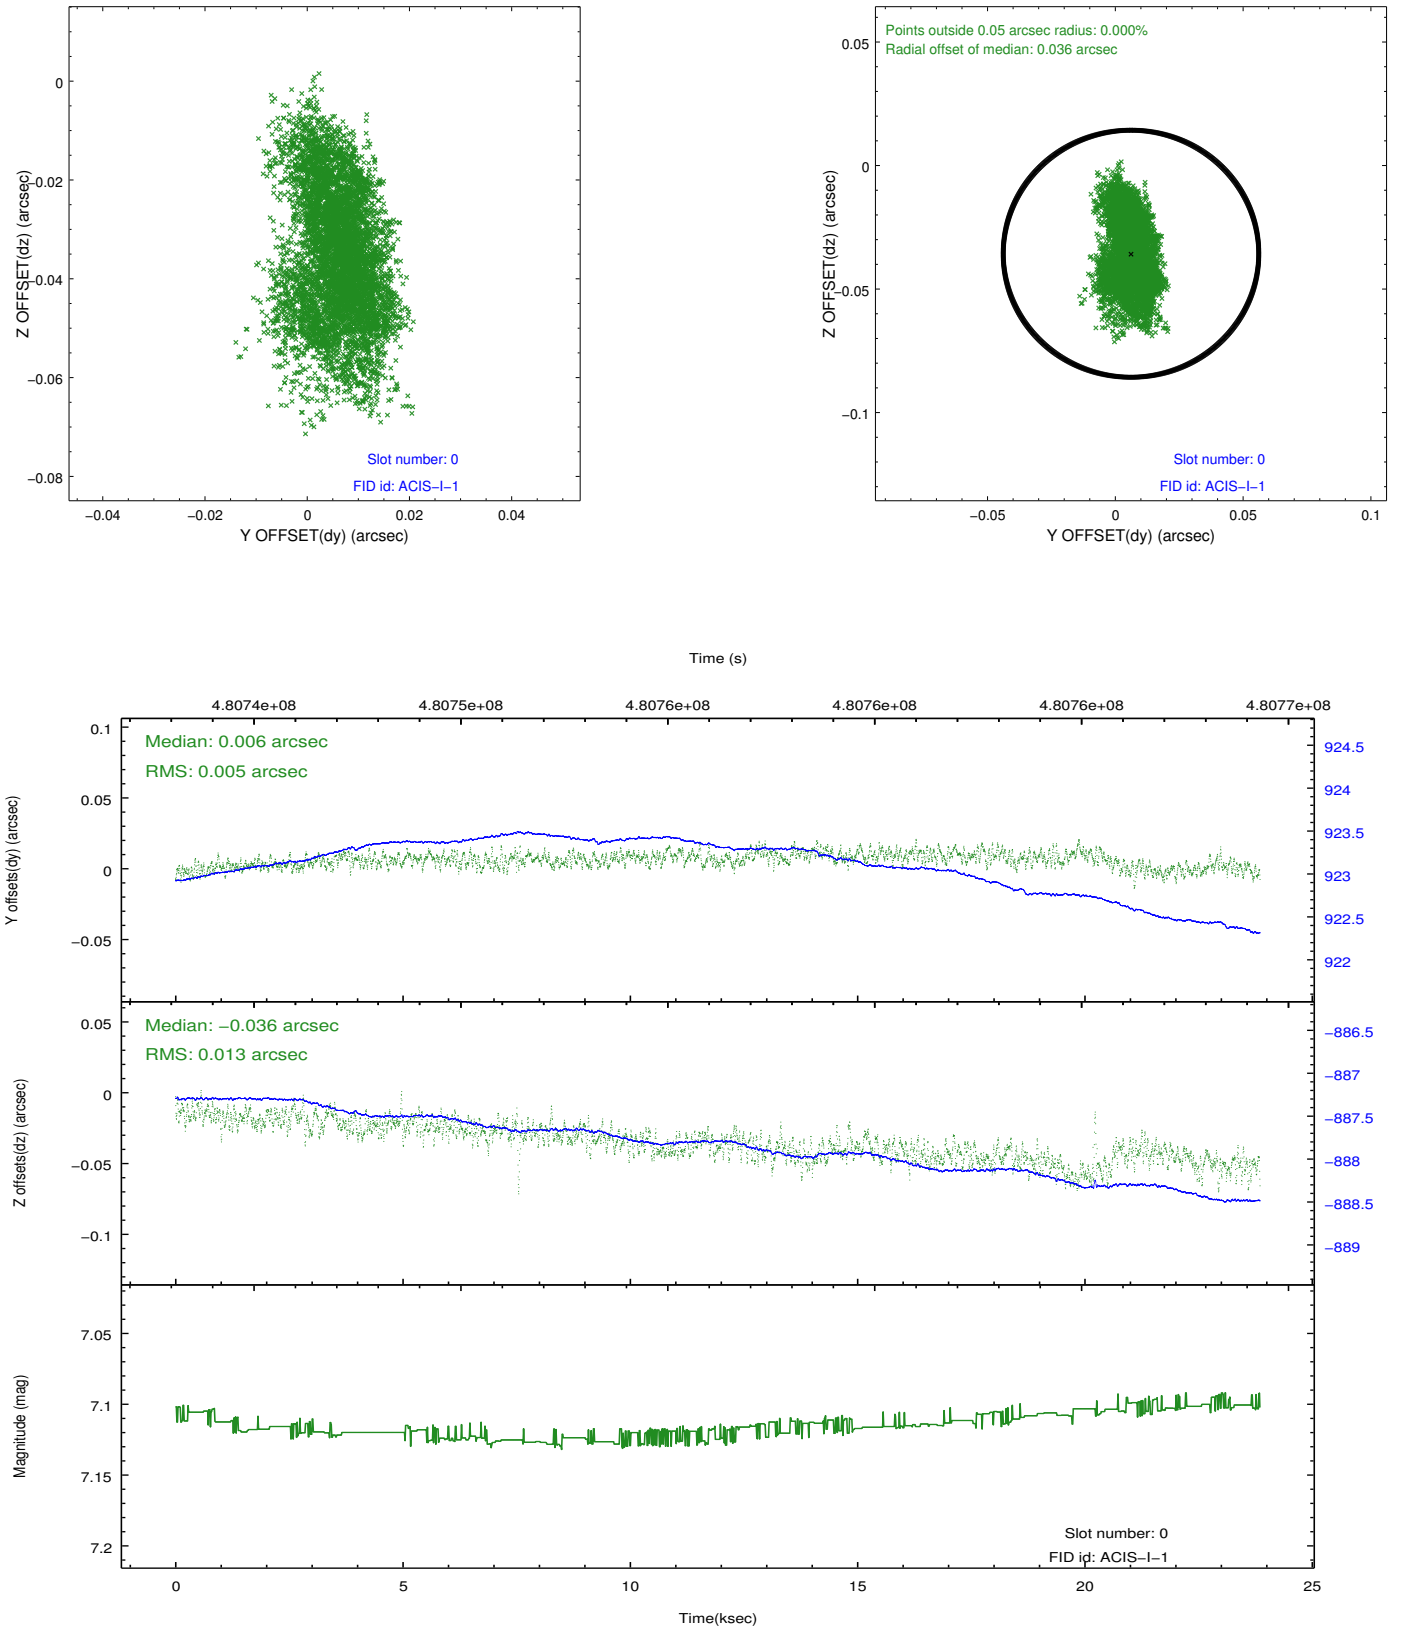 0
−0.02
−0.04
−0.06
−0.08
Z OFFSET(dz) (arcsec)
Slot number: 0
FID id: ACIS−I−1
−0.04
−0.02
0
0.02
0.04
Y OFFSET(dy) (arcsec)
Points outside 0.05 arcsec radius: 0.000%
Radial offset of median: 0.036 arcsec
0.05
0
−0.05
−0.1
Z OFFSET(dz) (arcsec)
Slot number: 0
FID id: ACIS−I−1
−0.05
0
0.05
0.1
Y OFFSET(dy) (arcsec)
Time (s)
4.8074e+08
4.8075e+08
4.8076e+08
4.8076e+08
4.8076e+08
4.8077e+08
Median: 0.006 arcsec
RMS: 0.005 arcsec
0.1
0.05
0
−0.05
Y offsets(dy) (arcsec)
924.5
924
923.5
923
922.5
922
Median: −0.036 arcsec
RMS: 0.013 arcsec
0.05
0
−0.05
−0.1
Z offsets(dz) (arcsec)
−886.5
−887
−887.5
−888
−888.5
−889
7.05
7.1
7.15
7.2
Magnitude (mag)
Slot number: 0
FID id: ACIS−I−1
0
5
10
15
20
25
Time(ksec)